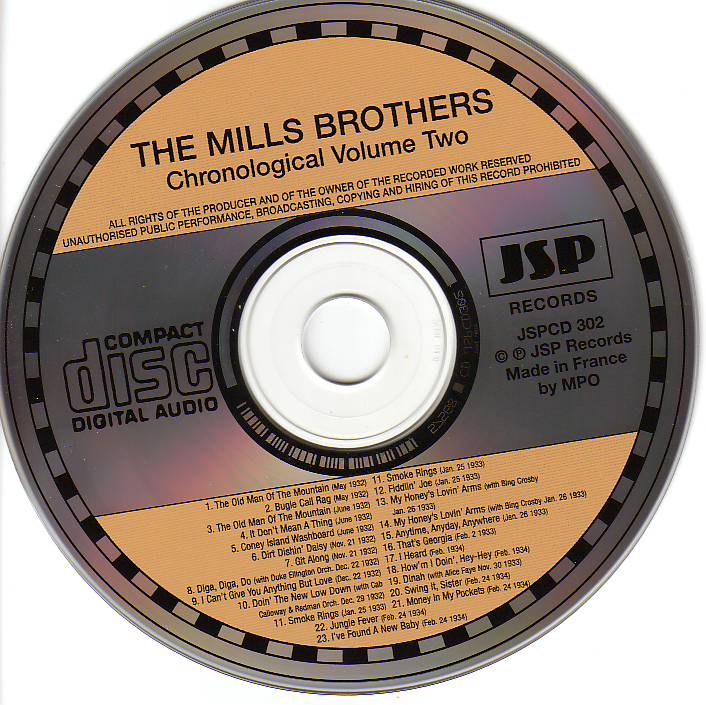 THE MILLS BROTHERS
Chronological Volume Two
ALL RIGHTS OF THE PRODUCER AND OF THE OWNER OF THE RECORDED WORK RESERVED
UNAUTHORISED PUBLIC PERFORMANCE, BROADCASTING, COPYING AND HIRING OF THIS RECORD PROHIBITED
JSP
RECORDS
JSPCD 302
© ℗ JSP Records
Made in France
by MPO
COMPACT
disc
DIGITAL AUDIO
1. The Old Man Of The Mountain (May 1932)
2. Bugle Call Rag (May 1932)
3. The Old Man Of The Mountain (June 1932)
4. It Don't Mean A Thing (June 1932)
5. Coney Island Washboard (June 1932)
6. Dirt Dishin' Daisy (Nov. 21 1932)
7. Git Along (Nov. 21 1932)
8. Diga, Diga, Do (with Duke Ellington Orch. Dec. 22 1932)
9. I Can't Give You Anything But Love (Dec. 22 1932)
10. Doin' The New Low Down (with Cab
Calloway & Redman Orch. Dec. 29 1932)
11. Smoke Rings (Jan. 25 1933)
11. Smoke Rings (Jan. 25 1933)
12. Fiddlin' Joe (Jan. 25 1933)
13. My Honey's Lovin' Arms (with Bing Crosby
Jan. 26 1933)
14. My Honey's Lovin' Arms (with Bing Crosby Jan. 26 1933)
15. Anytime, Anyday, Anywhere (Jan. 26 1933)
16. That's Georgia (Feb. 2 1933)
17. I Heard (Feb. 1934)
18. How'm I Doin', Hey-Hey (Feb. 1934)
19. Dinah (with Alice Faye Nov. 30 1933)
20. Swing It, Sister (Feb. 24 1934)
21. Money In My Pockets (Feb. 24 1934)
22. Jungle Fever (Feb. 24 1934)
23. I've Found A New Baby (Feb. 24 1934)